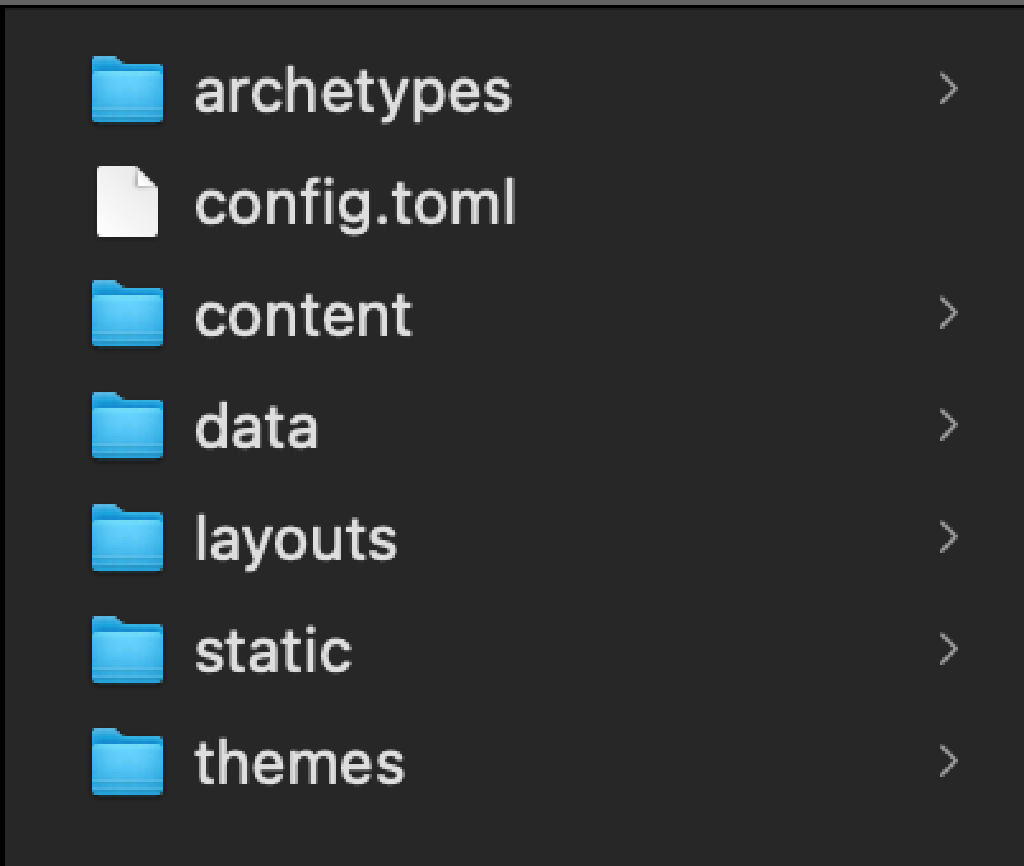 archetypes
config.toml
content
data
layouts
static
themes